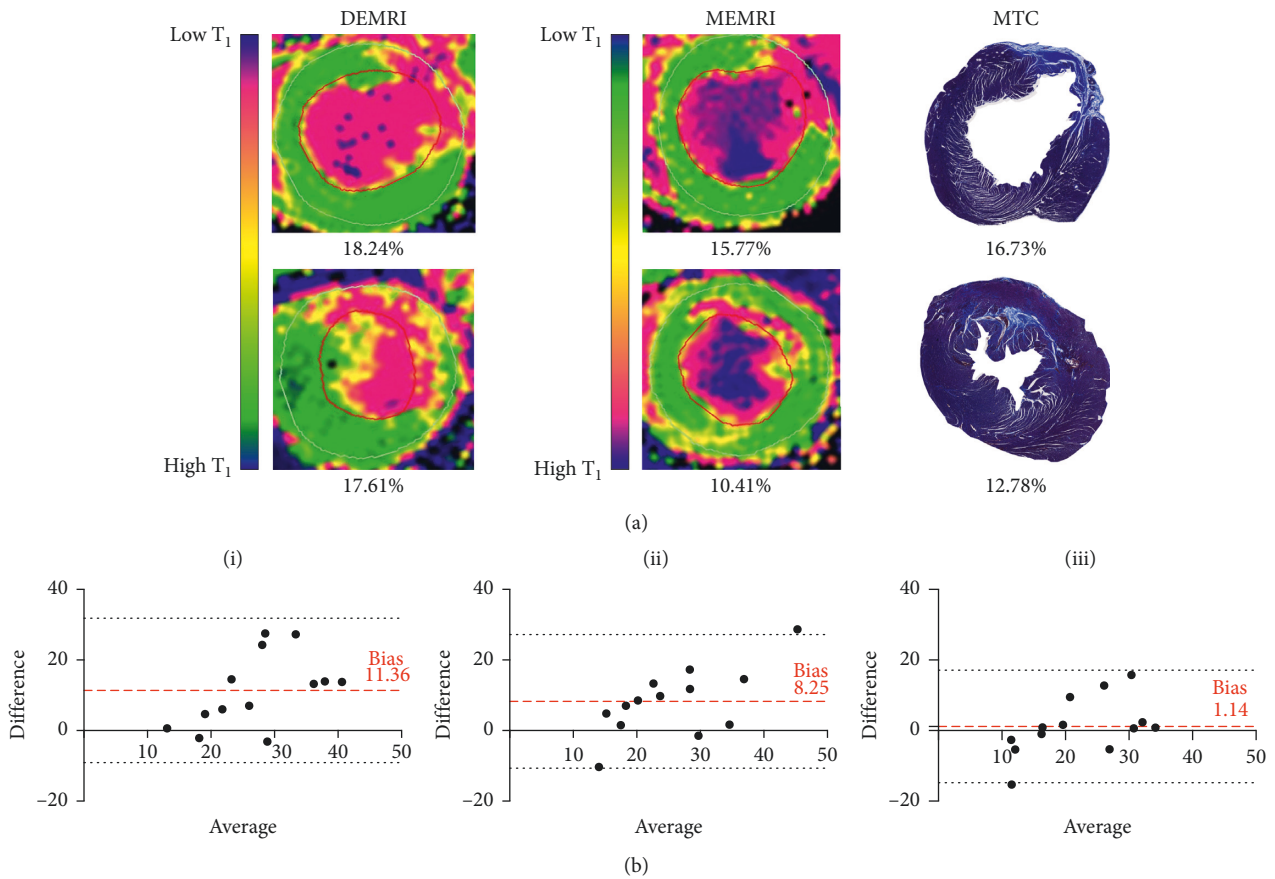 DEMRI
MEMRI
MTC
Low T1
Low T1
18.24%
15.77%
16.73%
High T1
High T1
17.61%
10.41%
12.78%
(a)
(i)
(ii)
(iii)
40
20
0
−20
10
20
30
40
50
Difference
Average
Bias
11.36
40
20
0
−20
10
20
30
40
50
Difference
Average
Bias
8.25
40
20
0
−20
10
20
30
40
50
Difference
Average
Bias
1.14
(b)